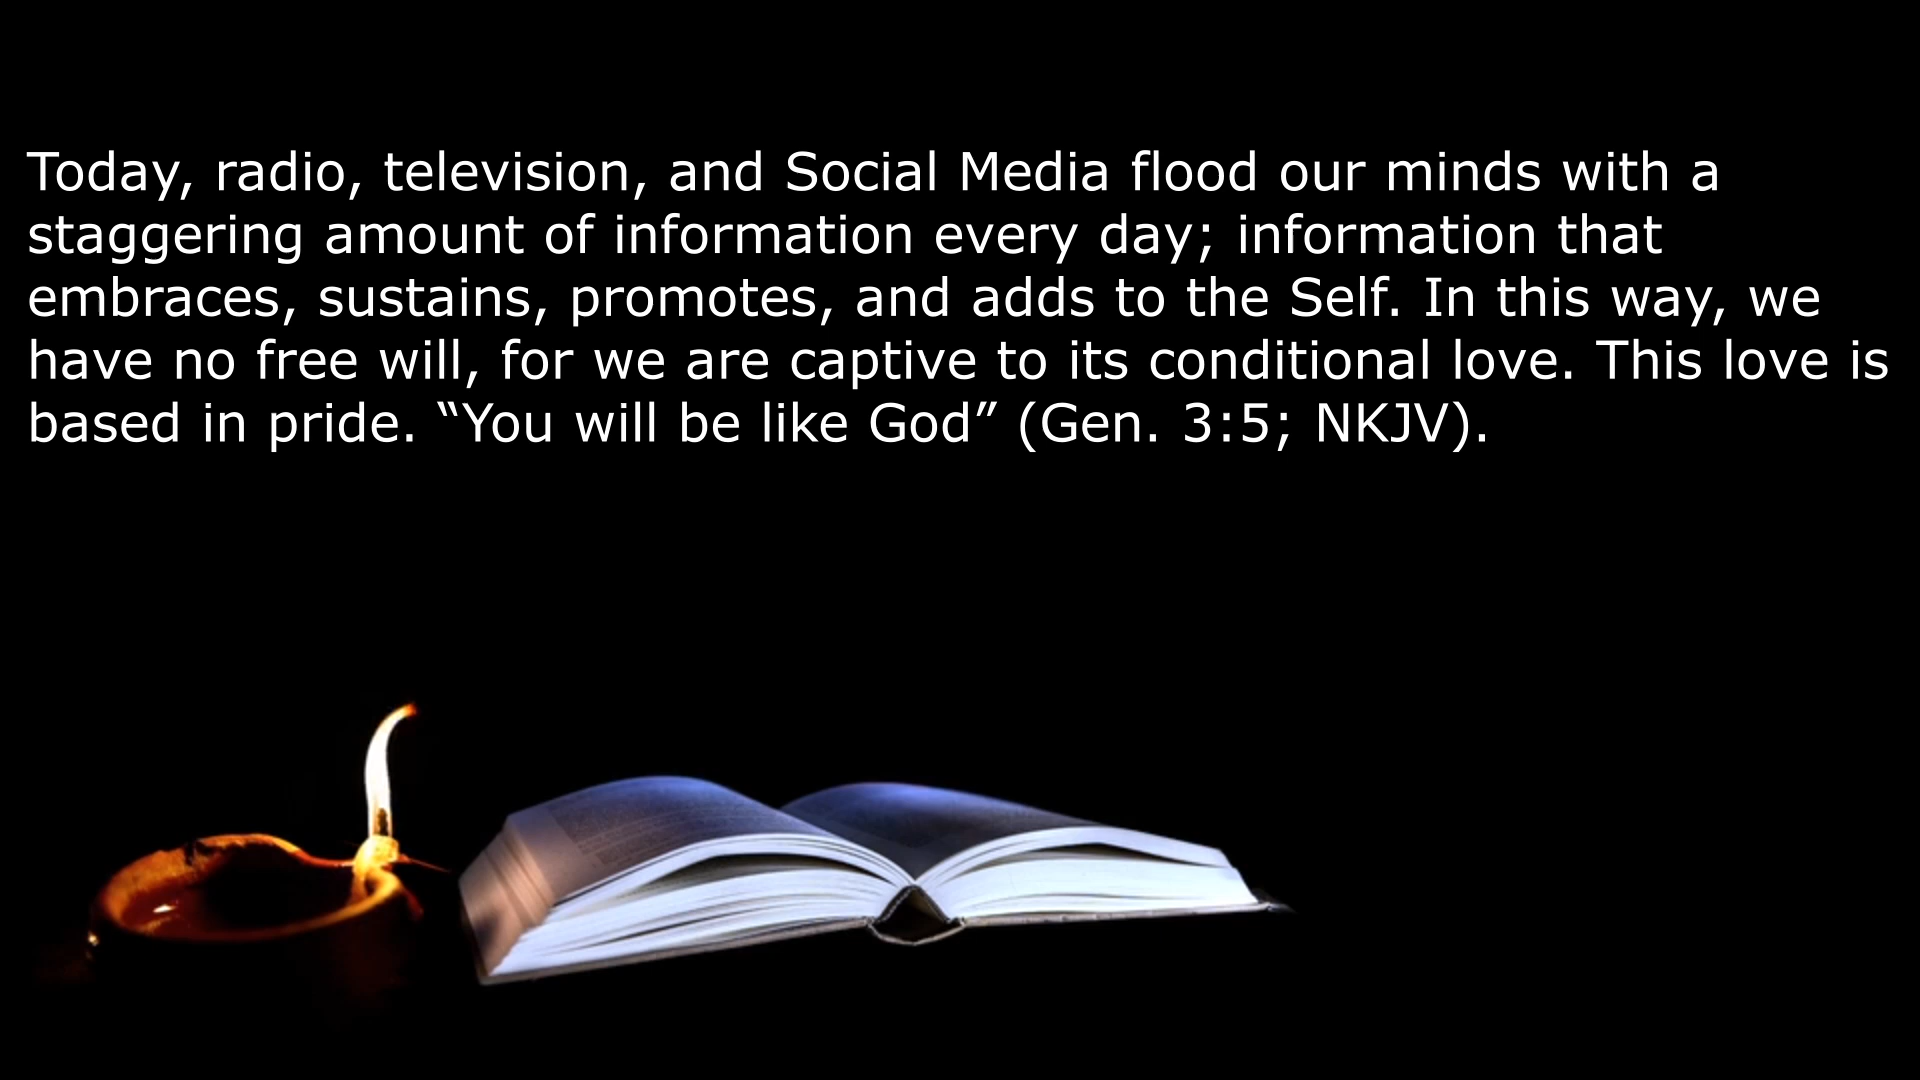 Today, radio, television, and Social Media flood our minds with a
staggering amount of information every day; information that
embraces, sustains, promotes, and adds to the Self. In this way, we
have no free will, for we are captive to its conditional love. This love is
based in pride. “You will be like God” (Gen. 3:5; NKJV).